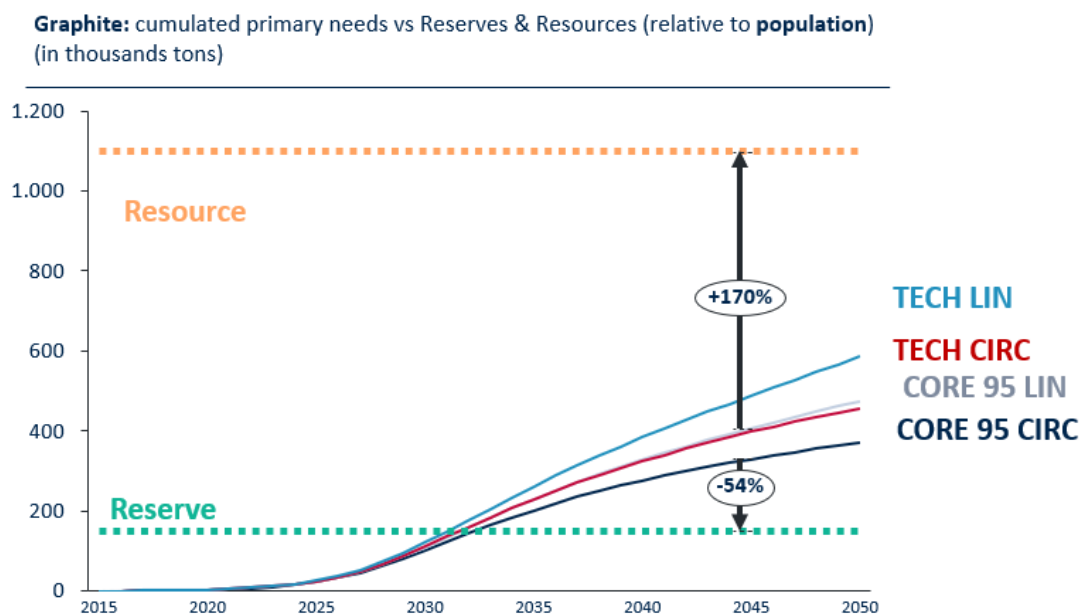 Graphite: cumulated primary needs vs Reserves & Resources (relative to population)
(in thousands tons)
1.200
1.000
Resource
800
+170%
TECH LIN
600
TECH CIRC
CORE 95 LIN
400
CORE 95 CIRC
-54%
Reserve
200
0
2015 2020 2025 2030 2035 2040 2045 2050